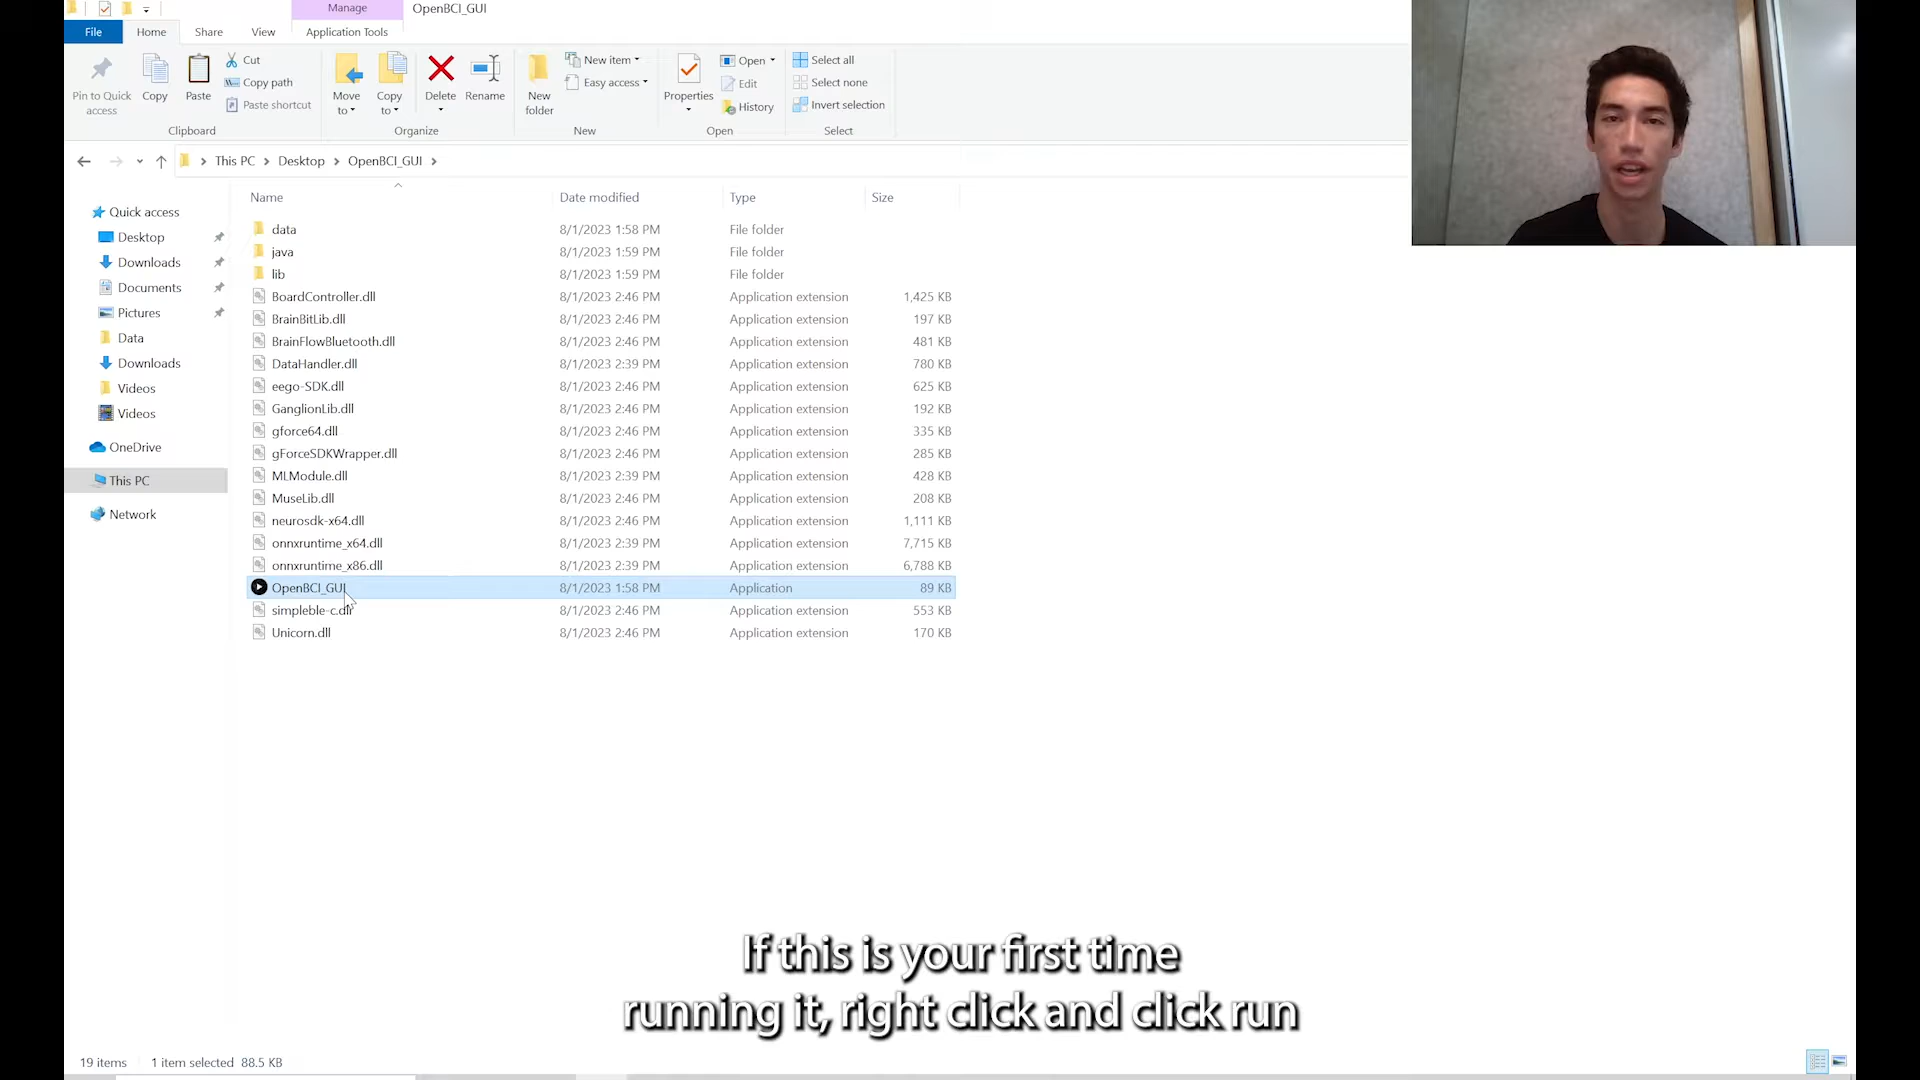 Manage
OpenBCI_GUI
File
Home
Share
View
Application Tools
Pin to Quick access
Copy
Paste
Cut
Copy path
Paste shortcut
Clipboard
Move to
Copy to
Delete
Rename
Organize
New folder
New item
Easy access
New
Properties
Open
Edit
History
Open
Select all
Select none
Invert selection
Select
This PC
Desktop
OpenBCI_GUI
Quick access
Desktop
Downloads
Documents
Pictures
Data
Downloads
Videos
Videos
OneDrive
This PC
Network
Name Date modified Type Size
data 8/1/2023 1:58 PM File folder
java 8/1/2023 1:59 PM File folder
lib 8/1/2023 1:59 PM File folder
BoardController.dll 8/1/2023 2:46 PM Application extension 1,425 KB
BrainBitLib.dll 8/1/2023 2:46 PM Application extension 197 KB
BrainFlowBluetooth.dll 8/1/2023 2:46 PM Application extension 481 KB
DataHandler.dll 8/1/2023 2:39 PM Application extension 780 KB
eego-SDK.dll 8/1/2023 2:46 PM Application extension 625 KB
GanglionLib.dll 8/1/2023 2:46 PM Application extension 192 KB
gforce64.dll 8/1/2023 2:46 PM Application extension 335 KB
gForceSDKWrapper.dll 8/1/2023 2:46 PM Application extension 285 KB
MLModule.dll 8/1/2023 2:39 PM Application extension 428 KB
MuseLib.dll 8/1/2023 2:46 PM Application extension 208 KB
neurosdk-x64.dll 8/1/2023 2:46 PM Application extension 1,111 KB
onnxruntime_x64.dll 8/1/2023 2:39 PM Application extension 7,715 KB
onnxruntime_x86.dll 8/1/2023 2:39 PM Application extension 6,788 KB
OpenBCI_GUI 8/1/2023 1:58 PM Application 89 KB
simpleble-c.dll 8/1/2023 2:46 PM Application extension 553 KB
Unicorn.dll 8/1/2023 2:46 PM Application extension 170 KB
If this is your first time
running it, right click and click run
19 items 1 item selected 88.5 KB